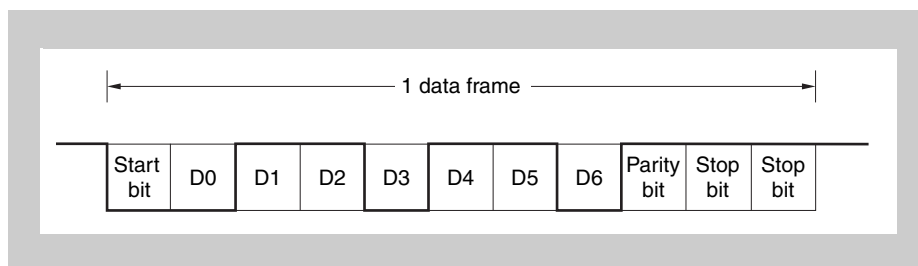 1 data frame
Start bit D0 D1 D2 D3 D4 D5 D6 Parity bit Stop bit Stop bit